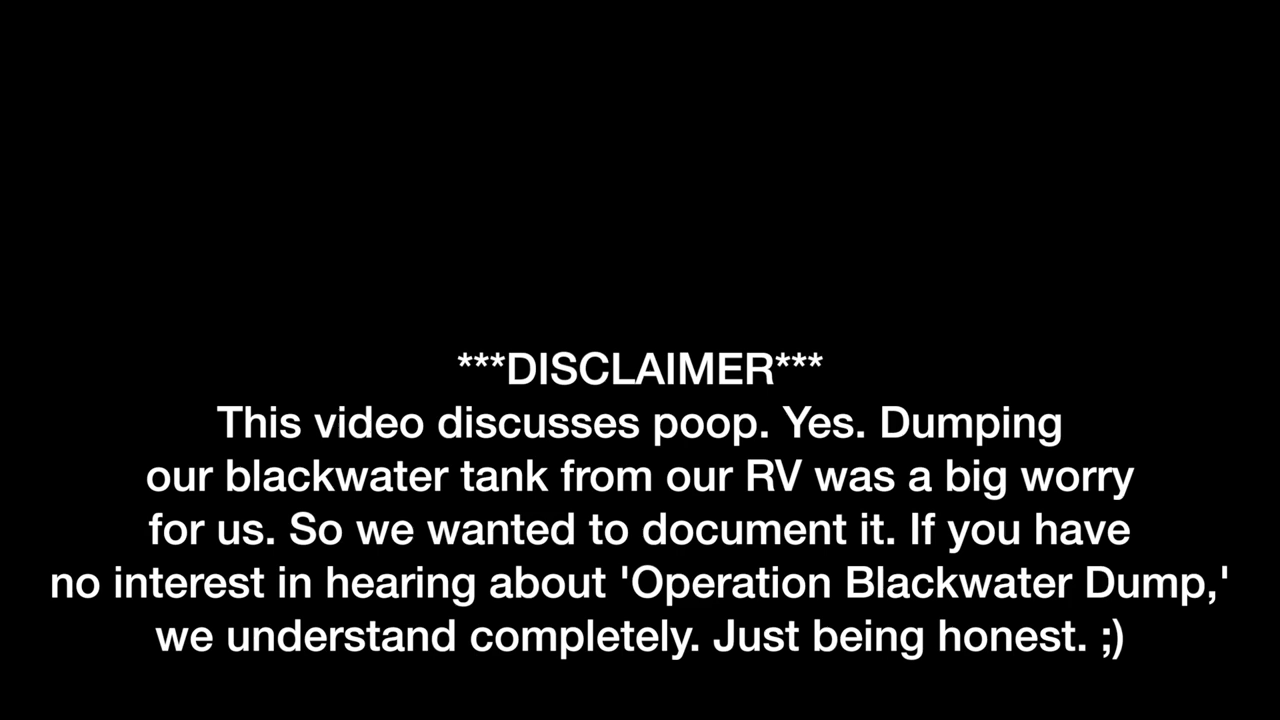 ***DISCLAIMER***
This video discusses poop. Yes. Dumping
our blackwater tank from our RV was a big worry
for us. So we wanted to document it. If you have
no interest in hearing about 'Operation Blackwater Dump,'
we understand completely. Just being honest. ;)